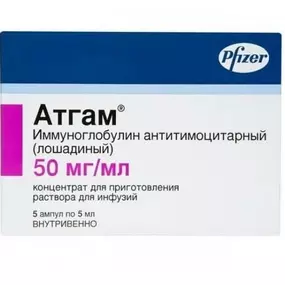 Pfizer
Атгам®
Иммуноглобулин антитимоцитарный
(лошадиный)
50 мг/мл
концентрат для приготовления
раствора для инфузий
5 ампул по 5 мл
ВНУТРИВЕННО